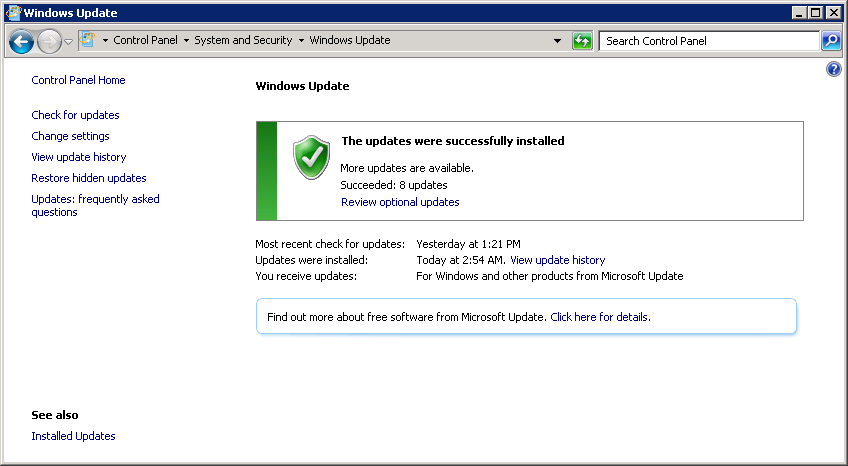 Windows Update
Control Panel System and Security Windows Update
Search Control Panel
Control Panel Home
Check for updates
Change settings
View update history
Restore hidden updates
Updates: frequently asked
questions
Windows Update
The updates were successfully installed
More updates are available.
Succeeded: 8 updates
Review optional updates
Most recent check for updates: Yesterday at 1:21 PM
Updates were installed: Today at 2:54 AM. View update history
You receive updates: For Windows and other products from Microsoft Update
Find out more about free software from Microsoft Update. Click here for details.
See also
Installed Updates